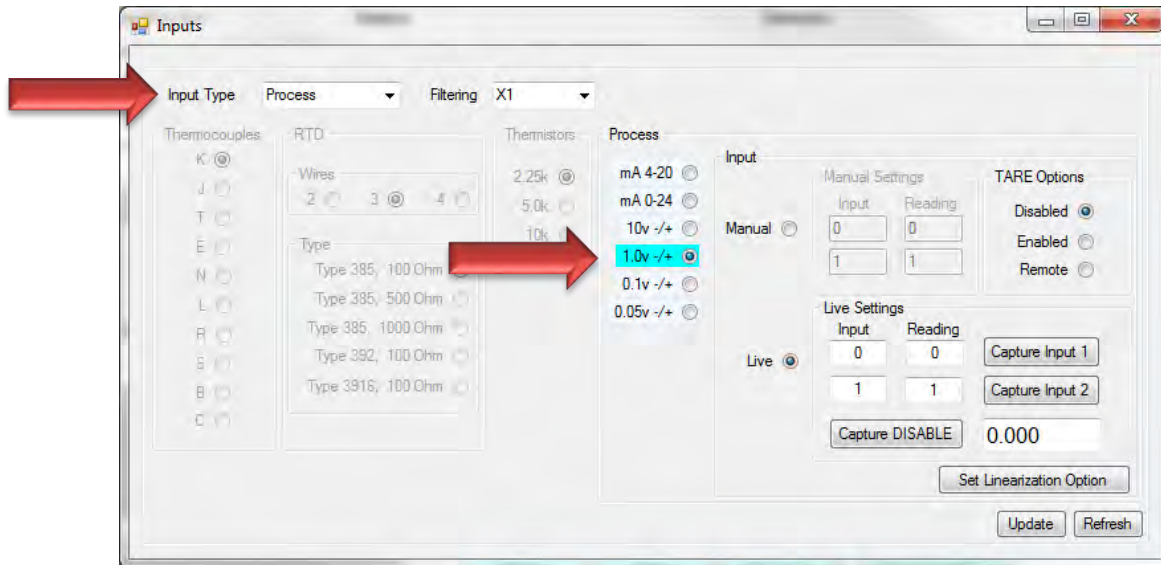 Inputs
Input Type Process Filtering X1
Thermocouples
K
J
T
E
N
L
R
S
B
C
RTD
Wires
2 3 4
Type
Type 385, 100 Ohm
Type 385, 500 Ohm
Type 385, 1000 Ohm
Type 392, 100 Ohm
Type 3916, 100 Ohm
Thermistors
2.25k
5.0k
10k
Process
mA 4-20
mA 0-24
10v -/+
1.0v -/+
0.1v -/+
0.05v -/+
Input
Manual
Live
Manual Settings
Input Reading
0 0
1 1
TARE Options
Disabled
Enabled
Remote
Live Settings
Input Reading
0 0 Capture Input 1
1 1 Capture Input 2
Capture DISABLE 0.000
Set Linearization Option
Update Refresh